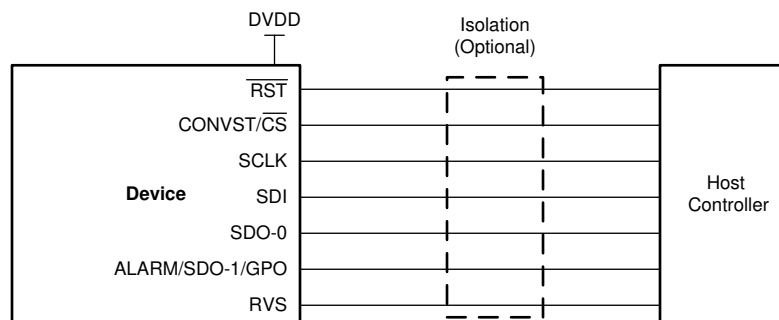 DVDD
Isolation
(Optional)
RST
CONVST/CS
SCLK
Device
SDI
Host
Controller
SDO-0
ALARM/SDO-1/GPO
RVS